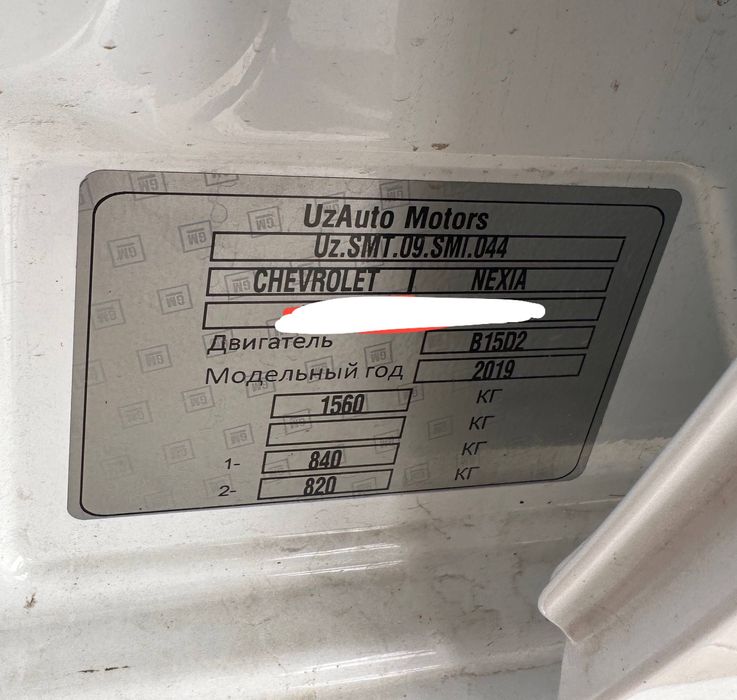 UzAuto Motors
Uz.SMT.09.SMI.044
CHEVROLET NEXIA
Двигатель B15D2
Модельный год 2019
1560 КГ
КГ
1- 840 КГ
2- 820 КГ
GM